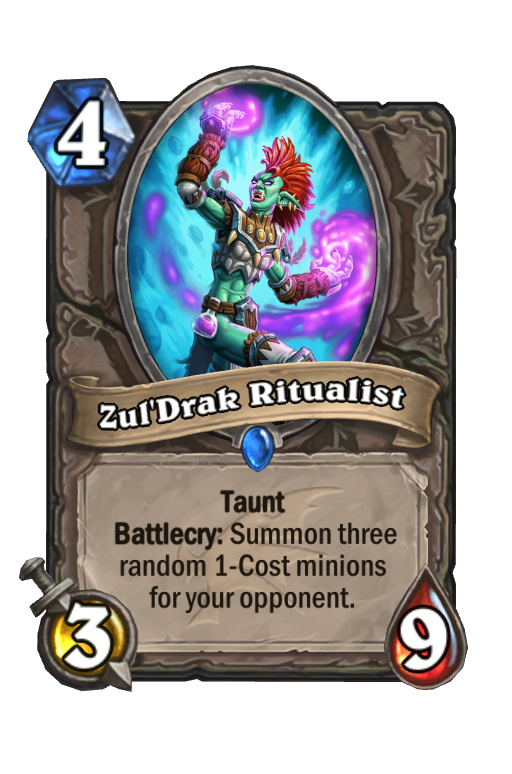 4
Zul'Drak Ritualist
Taunt
Battlecry: Summon three
random 1-Cost minions
for your opponent.
3
9